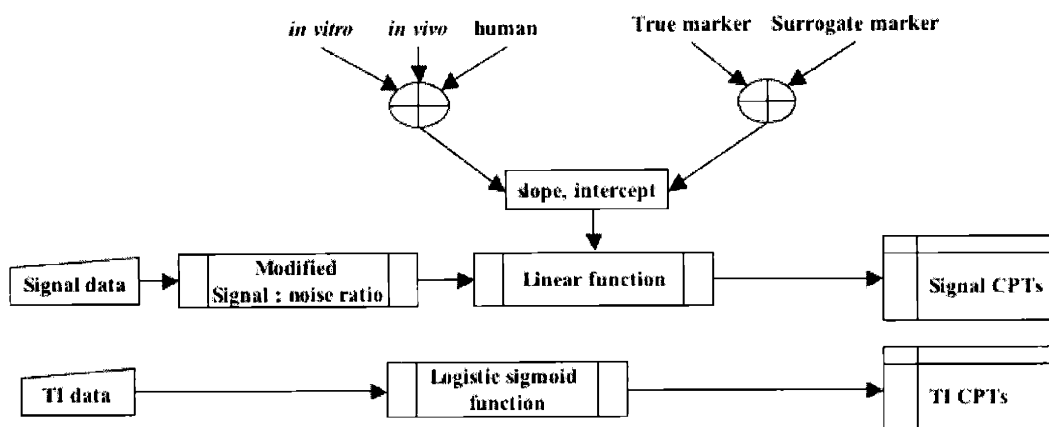 in vitro in vivo human
True marker Surrogate marker
slope, intercept
Signal data
Modified
Signal : noise ratio
Linear function
Signal CPTs
TI data
Logistic sigmoid
function
TI CPTs